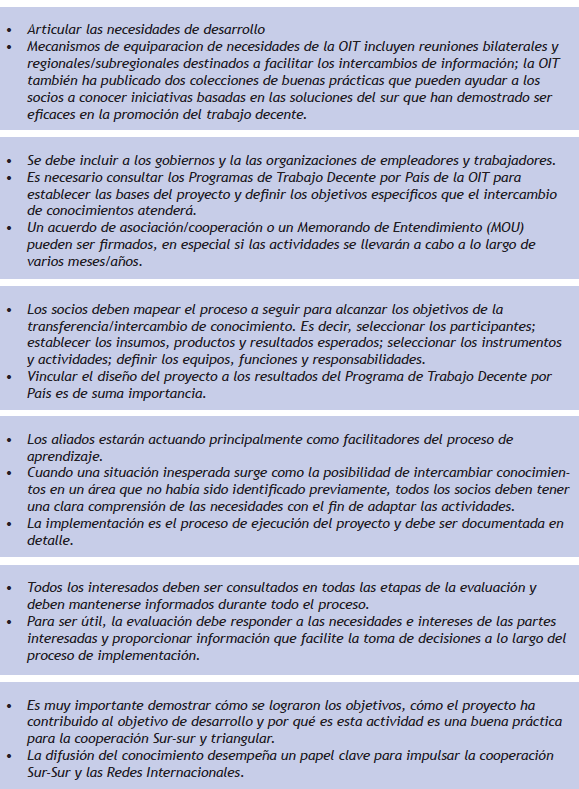 • Articular las necesidades de desarrollo
• Mecanismos de equiparacion de necesidades de la OIT incluyen reuniones bilaterales y
regionales/subregionales destinados a facilitar los intercambios de información; la OIT
también ha publicado dos colecciones de buenas prácticas que pueden ayudar a los
socios a conocer iniciativas basadas en las soluciones del sur que han demostrado ser
eficaces en la promoción del trabajo decente.
• Se debe incluir a los gobiernos y la las organizaciones de empleadores y trabajadores.
• Es necesario consultar los Programas de Trabajo Decente por País de la OIT para
establecer las bases del proyecto y definir los objetivos específicos que el intercambio
de conocimientos atenderá.
• Un acuerdo de asociación/cooperación o un Memorando de Entendimiento (MOU)
pueden ser firmados, en especial si las actividades se llevarán a cabo a lo largo de
varios meses/años.
• Los socios deben mapear el proceso a seguir para alcanzar los objetivos de la
transferencia/intercambio de conocimiento. Es decir, seleccionar los participantes;
establecer los insumos, productos y resultados esperados; seleccionar los instrumentos
y actividades; definir los equipos, funciones y responsabilidades.
• Vincular el diseño del proyecto a los resultados del Programa de Trabajo Decente por
País es de suma importancia.
• Los aliados estarán actuando principalmente como facilitadores del proceso de
aprendizaje.
• Cuando una situación inesperada surge como la posibilidad de intercambiar conocimien-
tos en un área que no había sido identificado previamente, todos los socios deben tener
una clara comprensión de las necesidades con el fin de adaptar las actividades.
• La implementación es el proceso de ejecución del proyecto y debe ser documentada en
detalle.
• Todos los interesados deben ser consultados en todas las etapas de la evaluación y
deben mantenerse informados durante todo el proceso.
• Para ser útil, la evaluación debe responder a las necesidades e intereses de las partes
interesadas y proporcionar información que facilite la toma de decisiones a lo largo del
proceso de implementación.
• Es muy importante demostrar cómo se lograron los objetivos, cómo el proyecto ha
contribuido al objetivo de desarrollo y por qué es esta actividad es una buena práctica
para la cooperación Sur-sur y triangular.
• La difusión del conocimiento desempeña un papel clave para impulsar la cooperación
Sur-Sur y las Redes Internacionales.